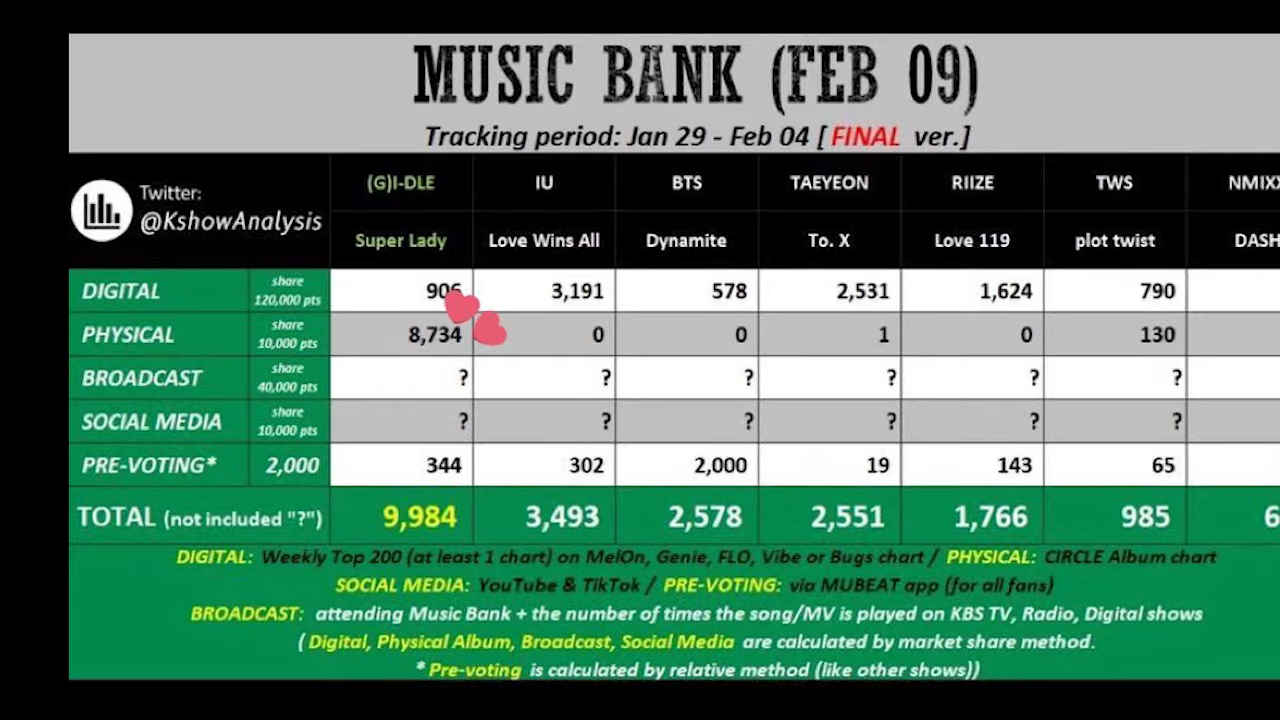 MUSIC BANK (FEB 09)
Tracking period: Jan 29 - Feb 04 [ FINAL ver.]
Twitter:
@KshowAnalysis
(G)I-DLE IU BTS TAEYEON RIIZE TWS NMIX
Super Lady Love Wins All Dynamite To. X Love 119 plot twist DASH
DIGITAL share 120,000 pts 906 3,191 578 2,531 1,624 790
PHYSICAL share 10,000 pts 8,734 0 0 1 0 130
BROADCAST share 40,000 pts ? ? ? ? ? ?
SOCIAL MEDIA share 10,000 pts ? ? ? ? ? ?
PRE-VOTING* 2,000 344 302 2,000 19 143 65
TOTAL (not included "?") 9,984 3,493 2,578 2,551 1,766 985 6
DIGITAL: Weekly Top 200 (at least 1 chart) on MelOn, Genie, FLO, Vibe or Bugs chart / PHYSICAL: CIRCLE Album chart
SOCIAL MEDIA: YouTube & TikTok / PRE-VOTING: via MUBEAT app (for all fans)
BROADCAST: attending Music Bank + the number of times the song/MV is played on KBS TV, Radio, Digital shows
( Digital, Physical Album, Broadcast, Social Media are calculated by market share method.
* Pre-voting is calculated by relative method (like other shows))